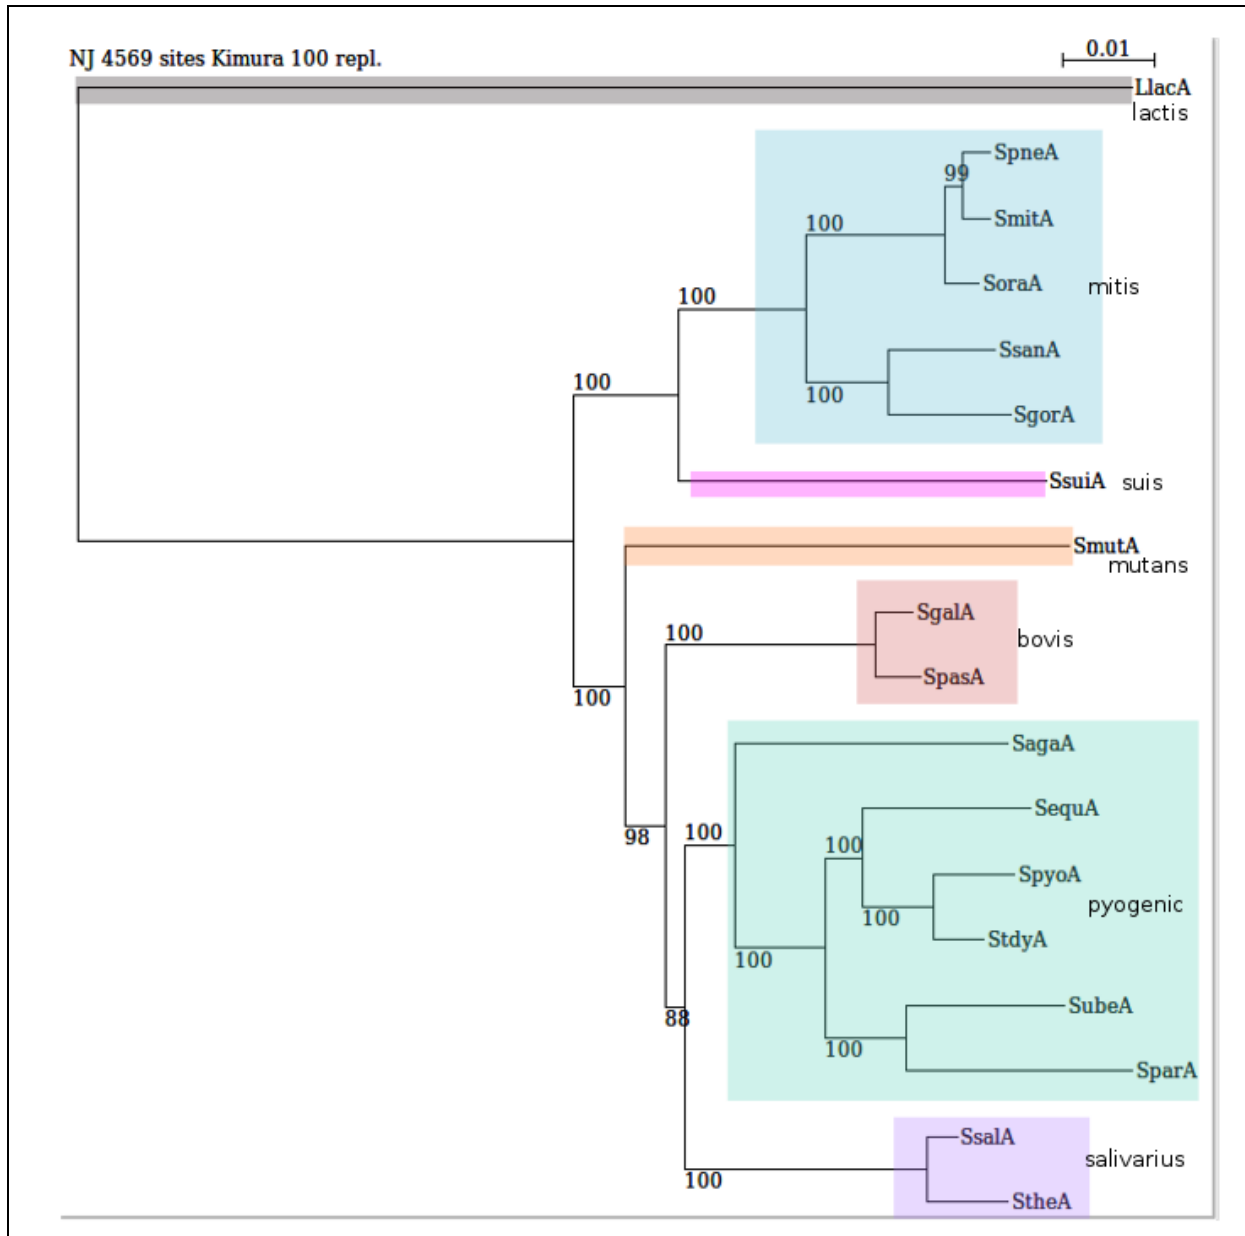 NJ 4569 sites Kimura 100 repl.
0.01
LlacA
lactis
SpneA
99
SmitA
100
SoraA
mitis
100
SsanA
100
100
SgorA
SsuiA
suis
SmutA
mutans
SgalA
100
bovis
100
SpasA
SagaA
SequA
98
100
100
SpyoA
pyogenic
100
StdyA
100
SubeA
88
100
SparA
SsalA
salivarius
100
StheA